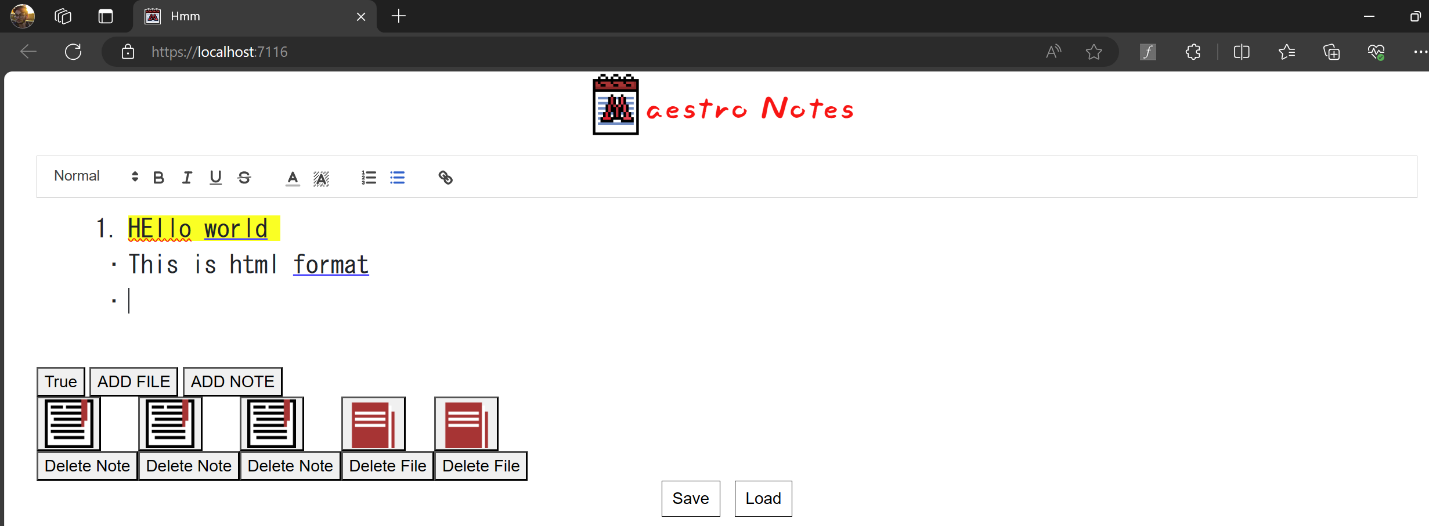 Hmm
https://localhost:7116
aestro Notes
Normal B I U S A A
1. HEllo world
· This is html format
·
True ADD FILE ADD NOTE
Delete Note Delete Note Delete Note Delete File Delete File
Save Load